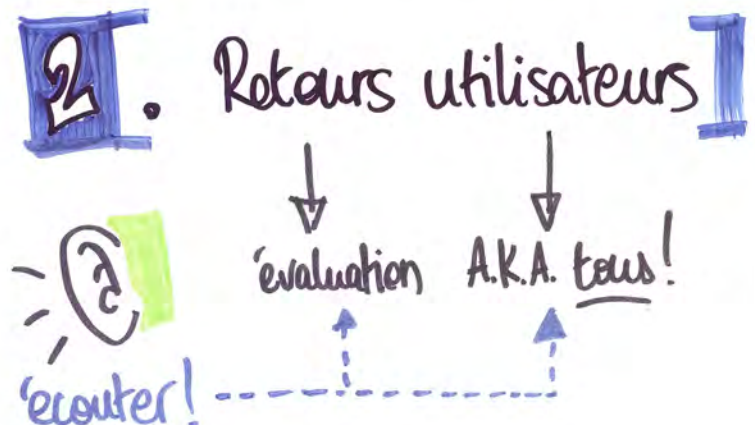 2. Retours utilisateurs
évaluation A.K.A. tous!
écouter!